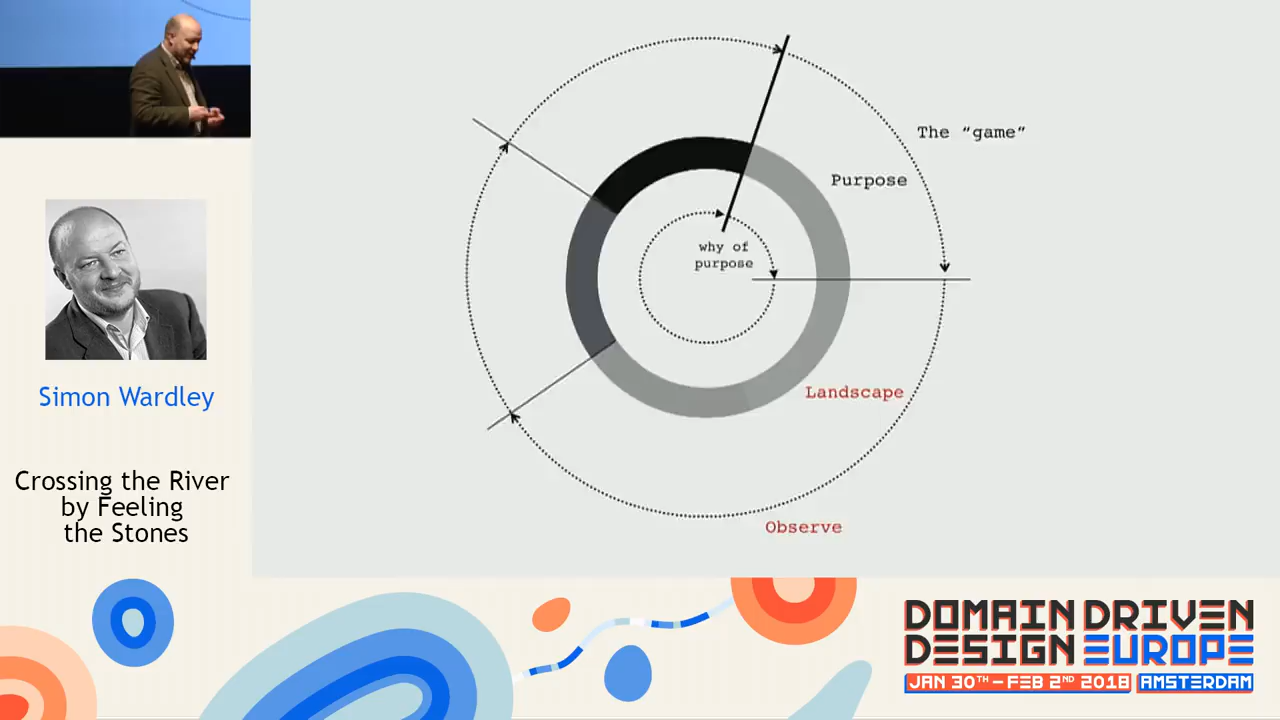 The “game”
Purpose
why of
purpose
Landscape
Observe
Simon Wardley
Crossing the River
by Feeling
the Stones
DOMAIN DRIVEN
DESIGN EUROPE
JAN 30TH – FEB 2ND 2018 AMSTERDAM